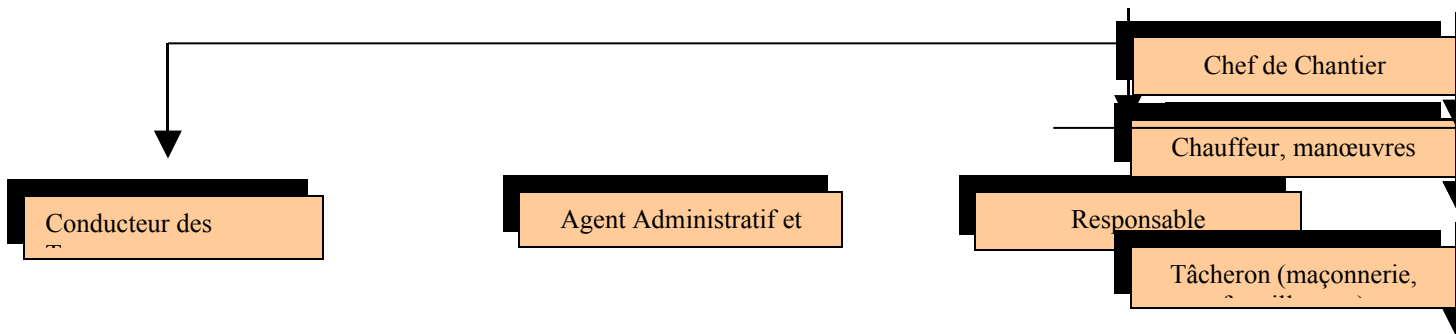 Chef de Chantier
Chauffeur, manœuvres
Conducteur des
Agent Administratif et
Responsable
Tâcheron (maçonnerie,